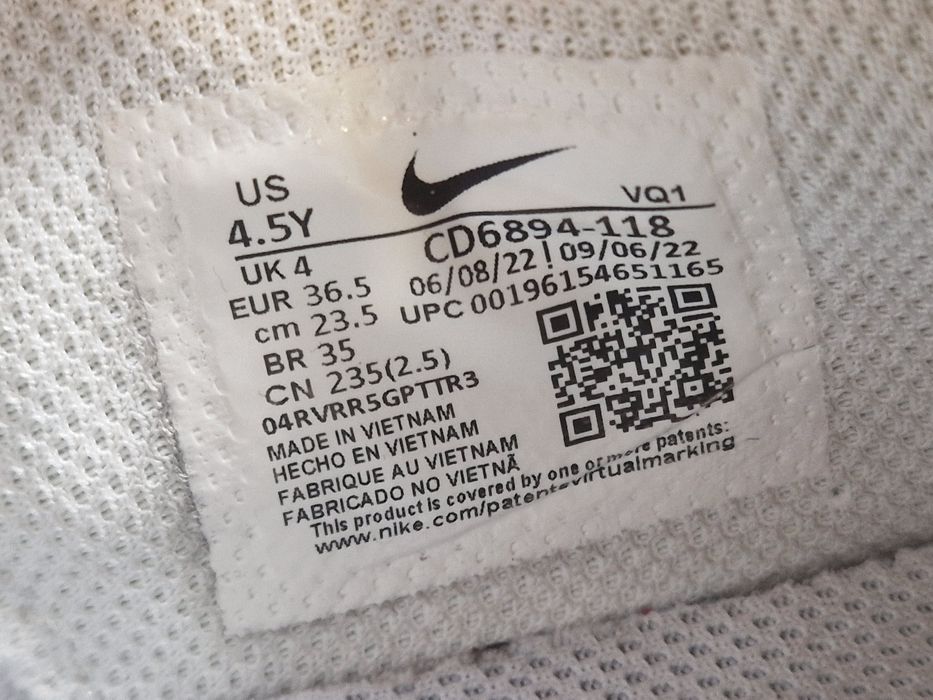 US
4.5Y
VQ1
UK 4
CD6894-118
EUR 36.5
06/08/22 | 09/06/22
cm 23.5
UPC 00196154651165
BR 35
CN 235(2.5)
04RVRR5GPTTR3
MADE IN VIETNAM
HECHO EN VIETNAM
FABRIQUE AU VIETNAM
FABRICADO NO VIETNÃ
This product is covered by one or more patents:
www.nike.com/patentsvirtualmarking